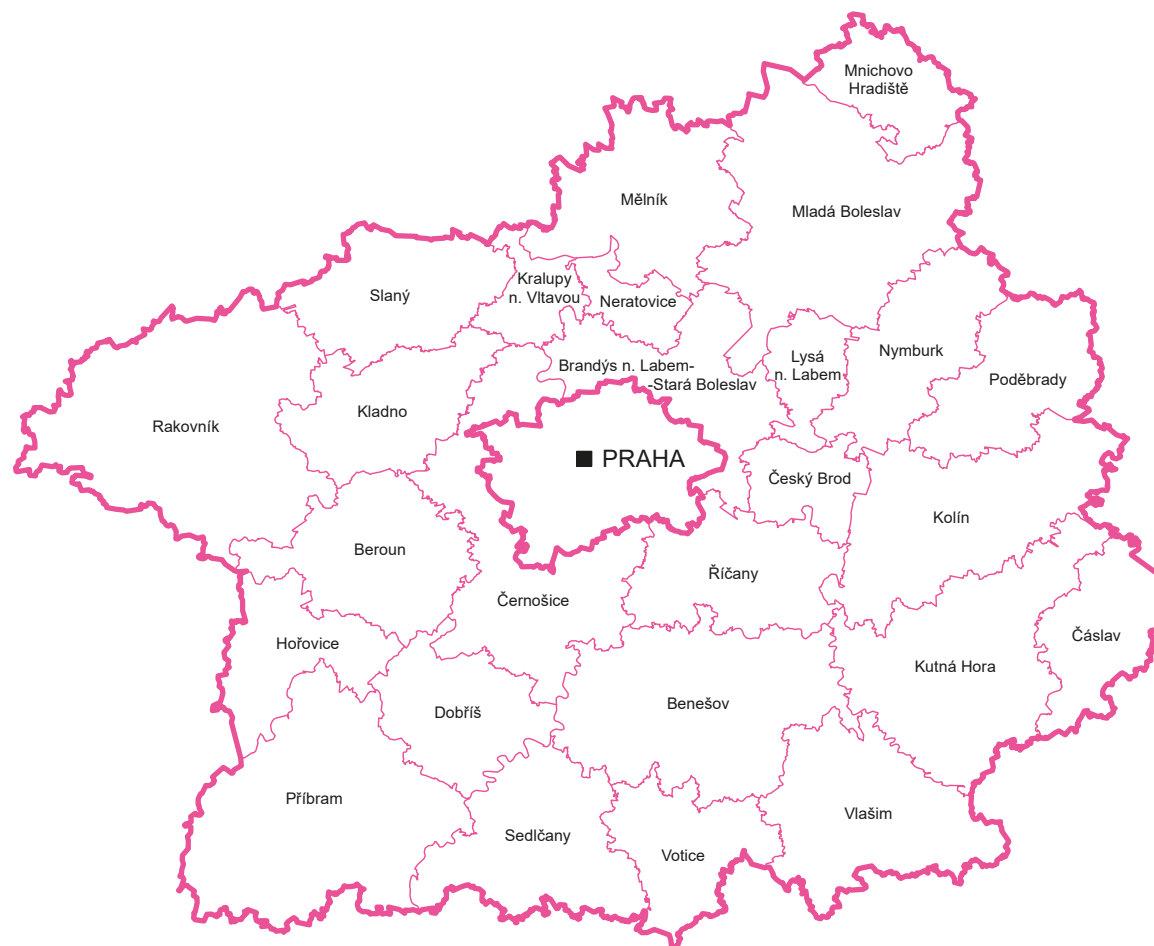 Mnichovo
Hradiště
Mělník
Mladá Boleslav
Slaný
Kralupy
n. Vltavou
Neratovice
Nymburk
Lysá
n. Labem
Brandýs n. Labem-
-Stará Boleslav
Poděbrady
Kladno
Rakovník
PRAHA
Český Brod
Kolín
Beroun
Říčany
Černošice
Hořovice
Čáslav
Kutná Hora
Benešov
Dobříš
Příbram
Vlašim
Sedlčany
Votice